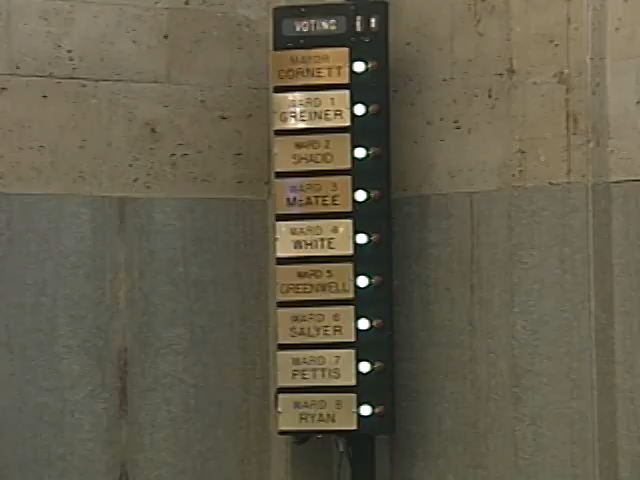 VOTING
MAYOR
CORNETT
WARD 1
GREINER
WARD 2
SHADID
WARD 3
McATEE
WARD 4
WHITE
WARD 5
GREENWELL
WARD 6
SALYER
WARD 7
PETTIS
WARD 8
RYAN